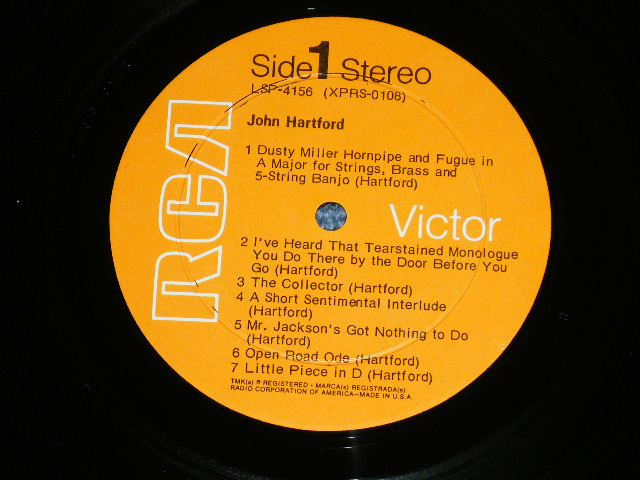 Side 1 Stereo
LSP-4156 (XPRS-0108)
John Hartford
1 Dusty Miller Hornpipe and Fugue in
A Major for Strings, Brass and
5-String Banjo (Hartford)
RCA
Victor
2 I've Heard That Tearstained Monologue
You Do There by the Door Before You
Go (Hartford)
3 The Collector (Hartford)
4 A Short Sentimental Interlude
(Hartford)
5 Mr. Jackson's Got Nothing to Do
(Hartford)
6 Open Road Ode (Hartford)
7 Little Piece in D (Hartford)
TMK(s) ® REGISTERED • MARCA(s) REGISTRADA(s)
RADIO CORPORATION OF AMERICA—MADE IN U.S.A.